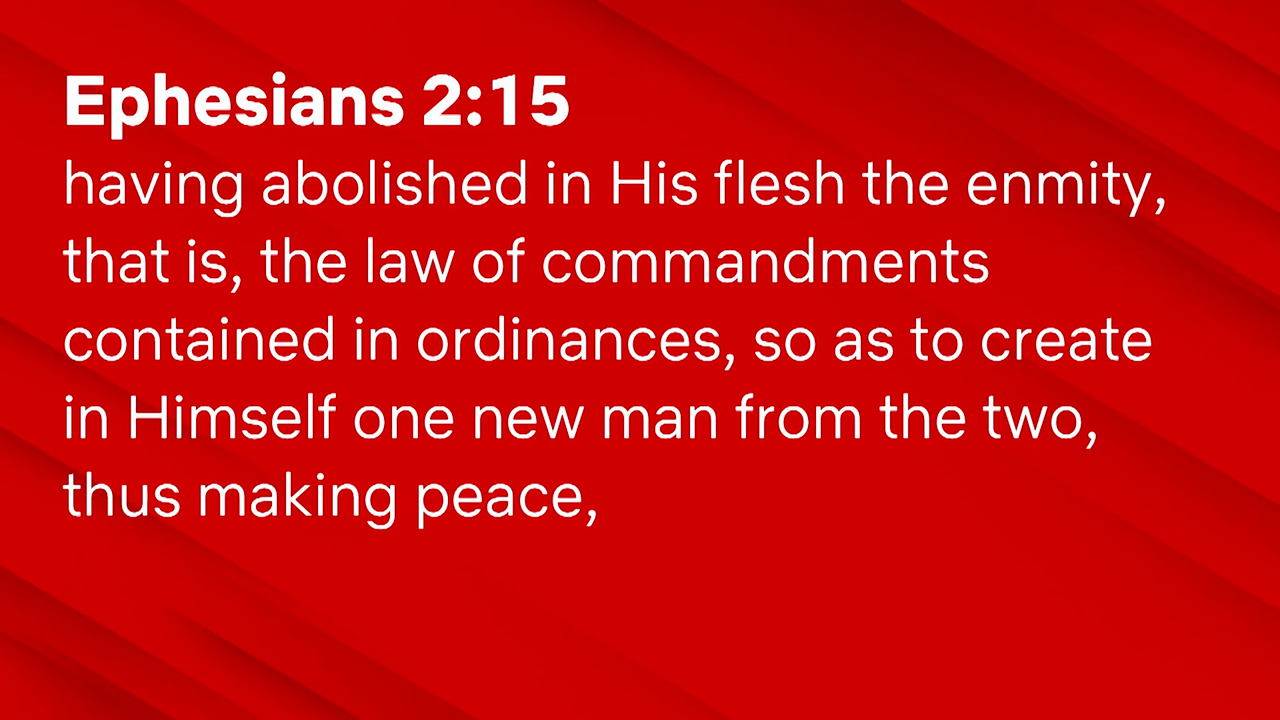 Ephesians 2:15
having abolished in His flesh the enmity,
that is, the law of commandments
contained in ordinances, so as to create
in Himself one new man from the two,
thus making peace,